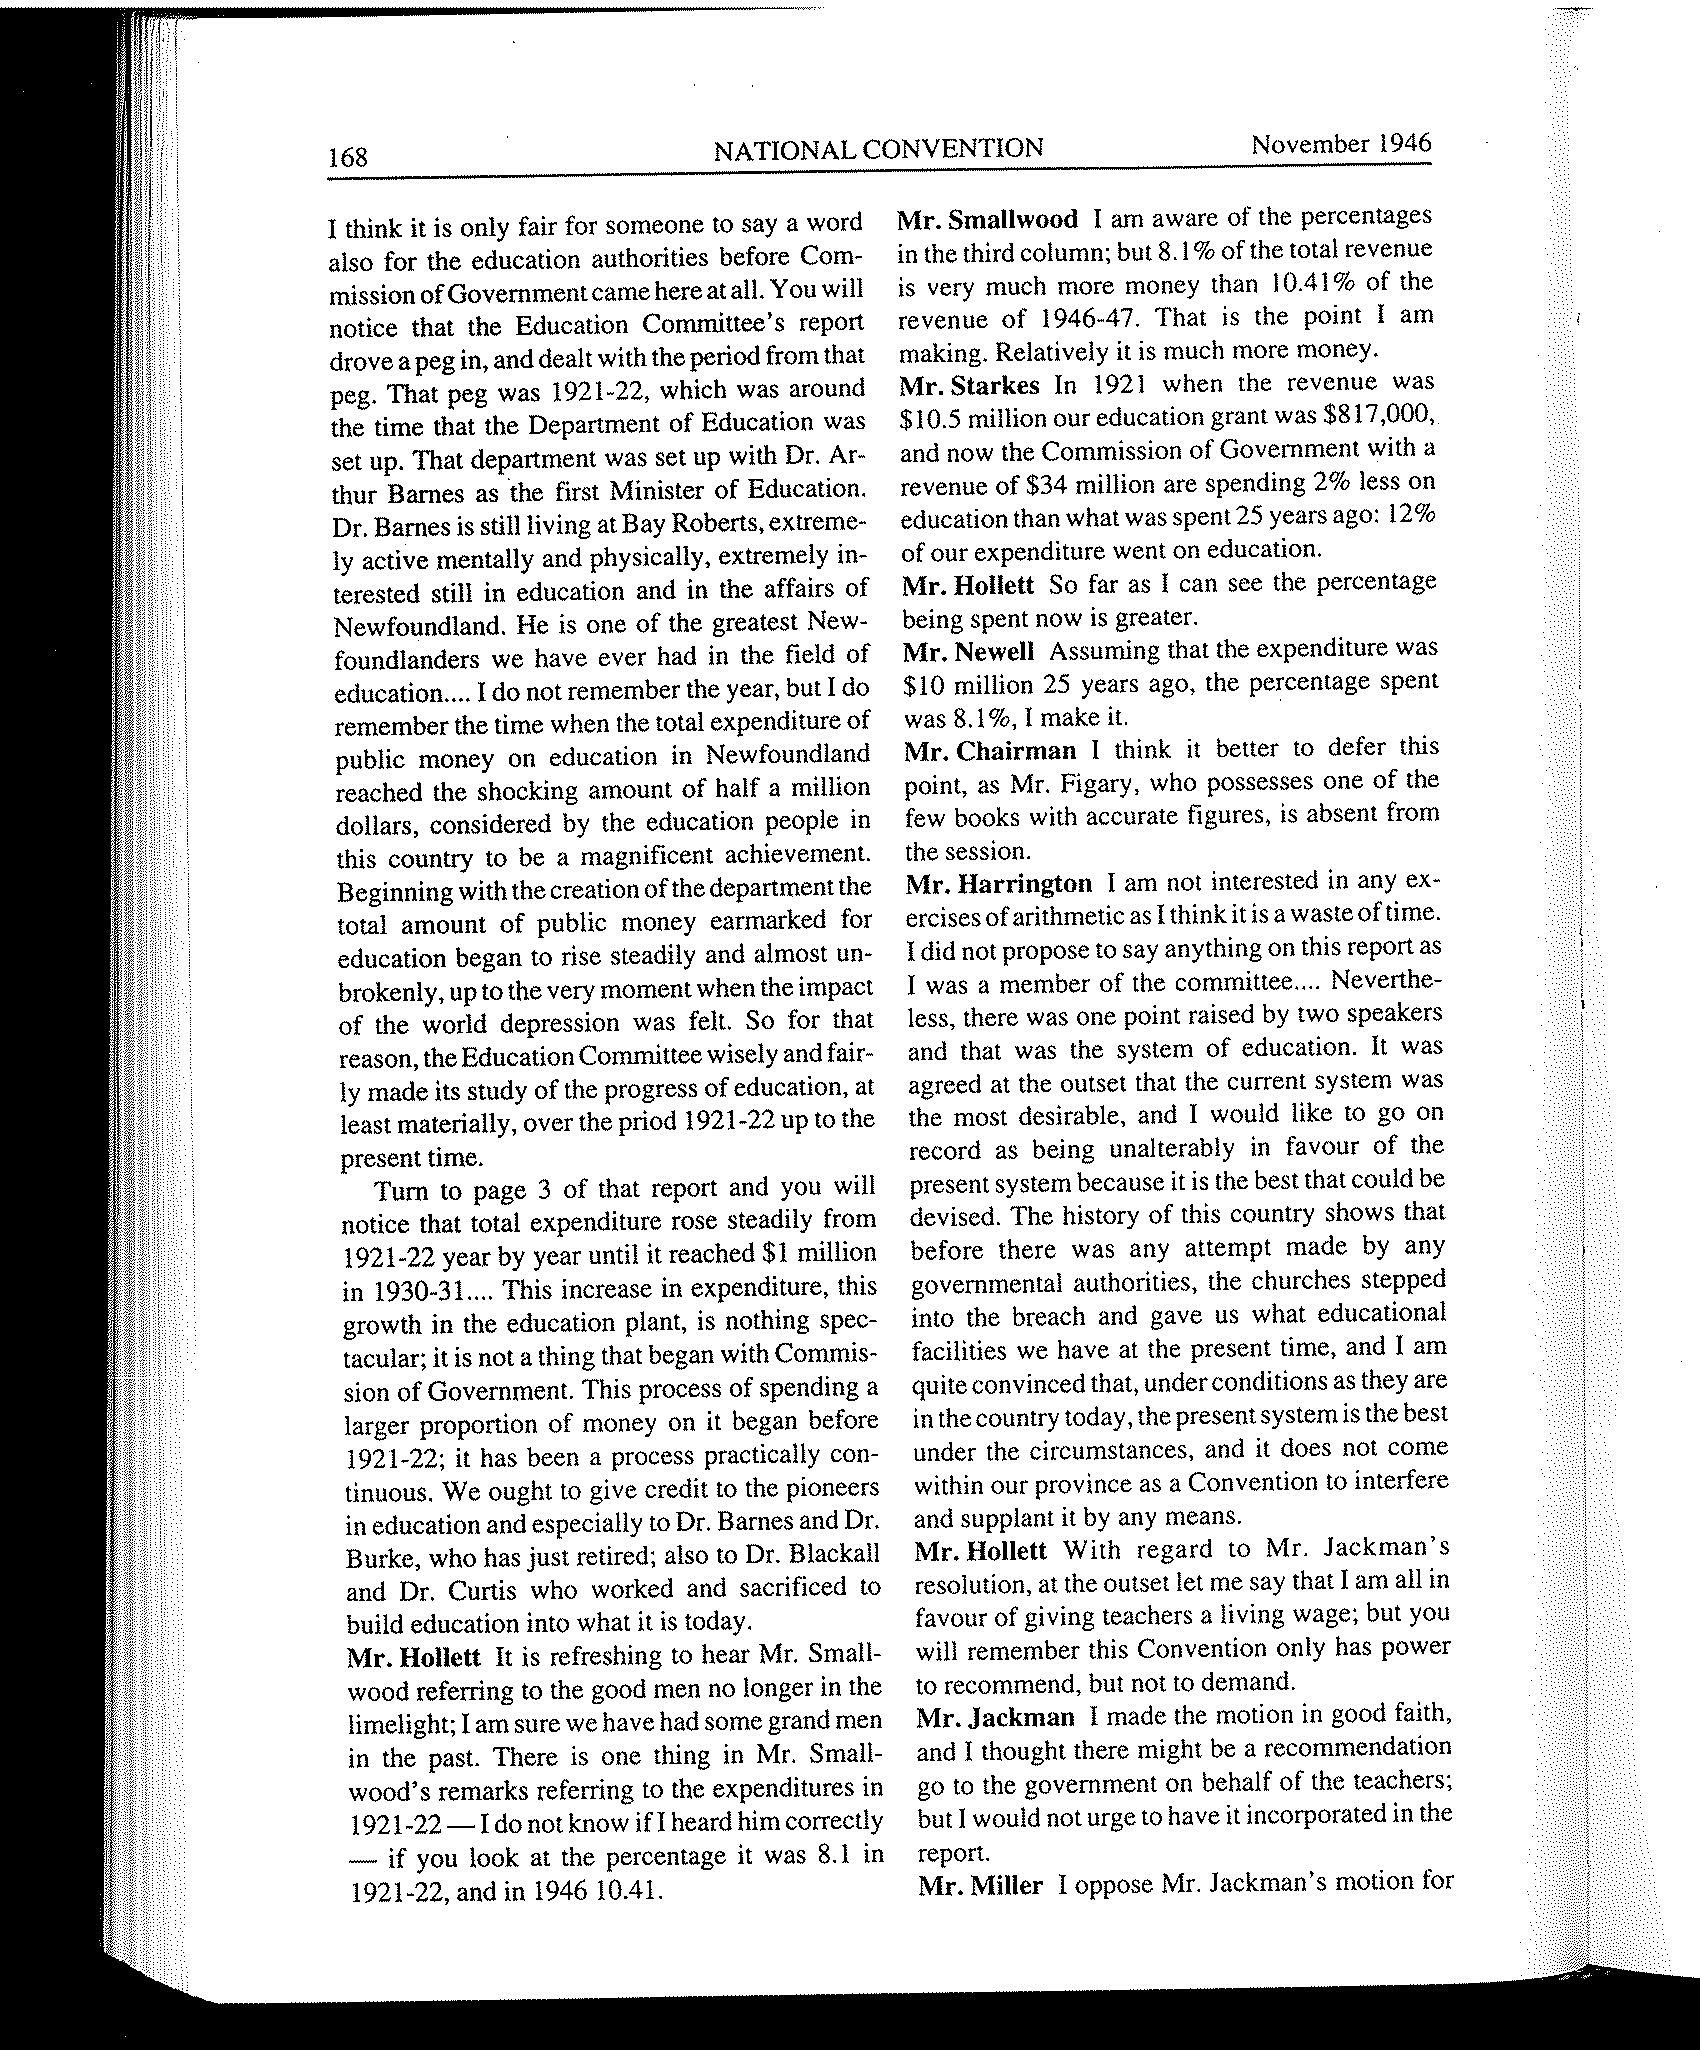 168
NATIONAL CONVENTION
November 1946
I think it is only fair for someone to say a word
also for the education authorities before Com-
mission of Government came here at all. You will
notice that the Education Committee's report
drove a peg in, and dealt with the period from that
peg. That peg was 1921-22, which was around
the time that the Department of Education was
set up. That department was set up with Dr. Ar-
thur Barnes as the first Minister of Education.
Dr. Barnes is still living at Bay Roberts, extreme-
ly active mentally and physically, extremely in-
terested still in education and in the affairs of
Newfoundland. He is one of the greatest New-
foundlanders we have ever had in the field of
education.... I do not remember the year, but I do
remember the time when the total expenditure of
public money on education in Newfoundland
reached the shocking amount of half a million
dollars, considered by the education people in
this country to be a magnificent achievement.
Beginning with the creation of the department the
total amount of public money earmarked for
education began to rise steadily and almost un-
brokenly, up to the very moment when the impact
of the world depression was felt. So for that
reason, the Education Committee wisely and fair-
ly made its study of the progress of education, at
least materially, over the priod 1921-22 up to the
present time.
Turn to page 3 of that report and you will
notice that total expenditure rose steadily from
1921-22 year by year until it reached $1 million
in 1930-31.... This increase in expenditure, this
growth in the education plant, is nothing spec-
tacular; it is not a thing that began with Commis-
sion of Government. This process of spending a
larger proportion of money on it began before
1921-22; it has been a process practically con-
tinuous. We ought to give credit to the pioneers
in education and especially to Dr. Barnes and Dr.
Burke, who has just retired; also to Dr. Blackall
and Dr. Curtis who worked and sacrificed to
build education into what it is today.
Mr. Hollett It is refreshing to hear Mr. Small-
wood referring to the good men no longer in the
limelight; I am sure we have had some grand men
in the past. There is one thing in Mr. Small-
wood's remarks referring to the expenditures in
1921-22 — I do not know if I heard him correctly
— if you look at the percentage it was 8.1 in
1921-22, and in 1946 10.41.
Mr. Smallwood I am aware of the percentages
in the third column; but 8.1% of the total revenue
is very much more money than 10.41% of the
revenue of 1946-47. That is the point I am
making. Relatively it is much more money.
Mr. Starkes In 1921 when the revenue was
$10.5 million our education grant was $817,000,
and now the Commission of Government with a
revenue of $34 million are spending 2% less on
education than what was spent 25 years ago: 12%
of our expenditure went on education.
Mr. Hollett So far as I can see the percentage
being spent now is greater.
Mr. Newell Assuming that the expenditure was
$10 million 25 years ago, the percentage spent
was 8.1%, I make it.
Mr. Chairman I think it better to defer this
point, as Mr. Figary, who possesses one of the
few books with accurate figures, is absent from
the session.
Mr. Harrington I am not interested in any ex-
ercises of arithmetic as I think it is a waste of time.
I did not propose to say anything on this report as
I was a member of the committee.... Neverthe-
less, there was one point raised by two speakers
and that was the system of education. It was
agreed at the outset that the current system was
the most desirable, and I would like to go on
record as being unalterably in favour of the
present system because it is the best that could be
devised. The history of this country shows that
before there was any attempt made by any
governmental authorities, the churches stepped
into the breach and gave us what educational
facilities we have at the present time, and I am
quite convinced that, under conditions as they are
in the country today, the present system is the best
under the circumstances, and it does not come
within our province as a Convention to interfere
and supplant it by any means.
Mr. Hollett With regard to Mr. Jackman's
resolution, at the outset let me say that I am all in
favour of giving teachers a living wage; but you
will remember this Convention only has power
to recommend, but not to demand.
Mr. Jackman I made the motion in good faith,
and I thought there might be a recommendation
go to the government on behalf of the teachers;
but I would not urge to have it incorporated in the
report.
Mr. Miller I oppose Mr. Jackman's motion for